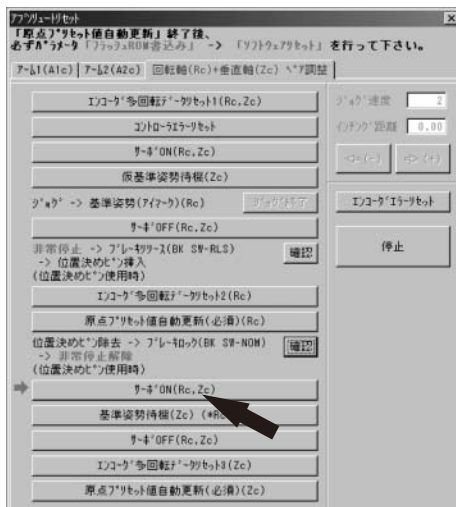 アブソリュートリセット
「原点プリセット値自動更新」終了後、
必ずパラメータ「フラッシュROM書込み」 -> 「ソフトウェアリセット」 を行って下さい。
アーム1(A1c) アーム2(A2c) 回転軸(Rc)+垂直軸(Zc) ペア調整
エンコーダ多回転データリセット1(Rc,Zc)
コントローラエラーリセット
サーボON(Rc,Zc)
仮基準姿勢待機(Zc)
ジョグ -> 基準姿勢(アイマーク)(Rc) ジョグ終了
サーボOFF(Rc,Zc)
非常停止 -> ブレーキリリース(BK SW-RLS)
-> 位置決めピン挿入
(位置決めピン使用時)
確認
エンコーダ多回転データリセット2(Rc)
原点プリセット値自動更新(必須)(Rc)
位置決めピン除去 -> ブレーキロック(BK SW-NOM)
-> 非常停止解除
(位置決めピン使用時)
確認
サーボON(Rc,Zc)
基準姿勢待機(Zc) (*Rc
サーボOFF(Rc,Zc)
エンコーダ多回転データリセット3(Zc)
原点プリセット値自動更新(必須)(Zc)
ジョグ速度 2
インチング距離 0.00
<=(-) =>(+)
エンコーダエラーリセット
停止